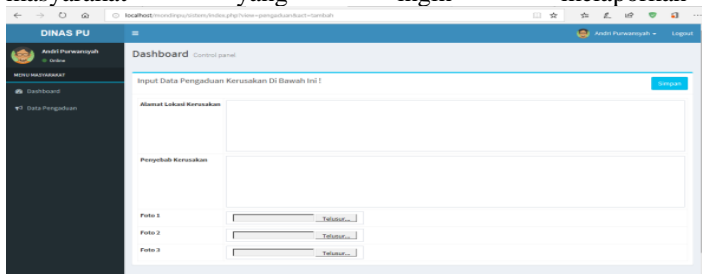 masyarakat yang ingin melaporkan
localhost/mondinpu/sistem/index.php?view=pengaduan&act=tambah
DINAS PU
Andri Purwansyah
Logout
Andri Purwansyah
Online
Dashboard Control panel
MENU MASYARAKAT
Dashboard
Data Pengaduan
Input Data Pengaduan Kerusakan Di Bawah Ini !
Simpan
Alamat Lokasi Kerusakan
Penyebab Kerusakan
Foto 1
Telusur...
Foto 2
Telusur...
Foto 3
Telusur...